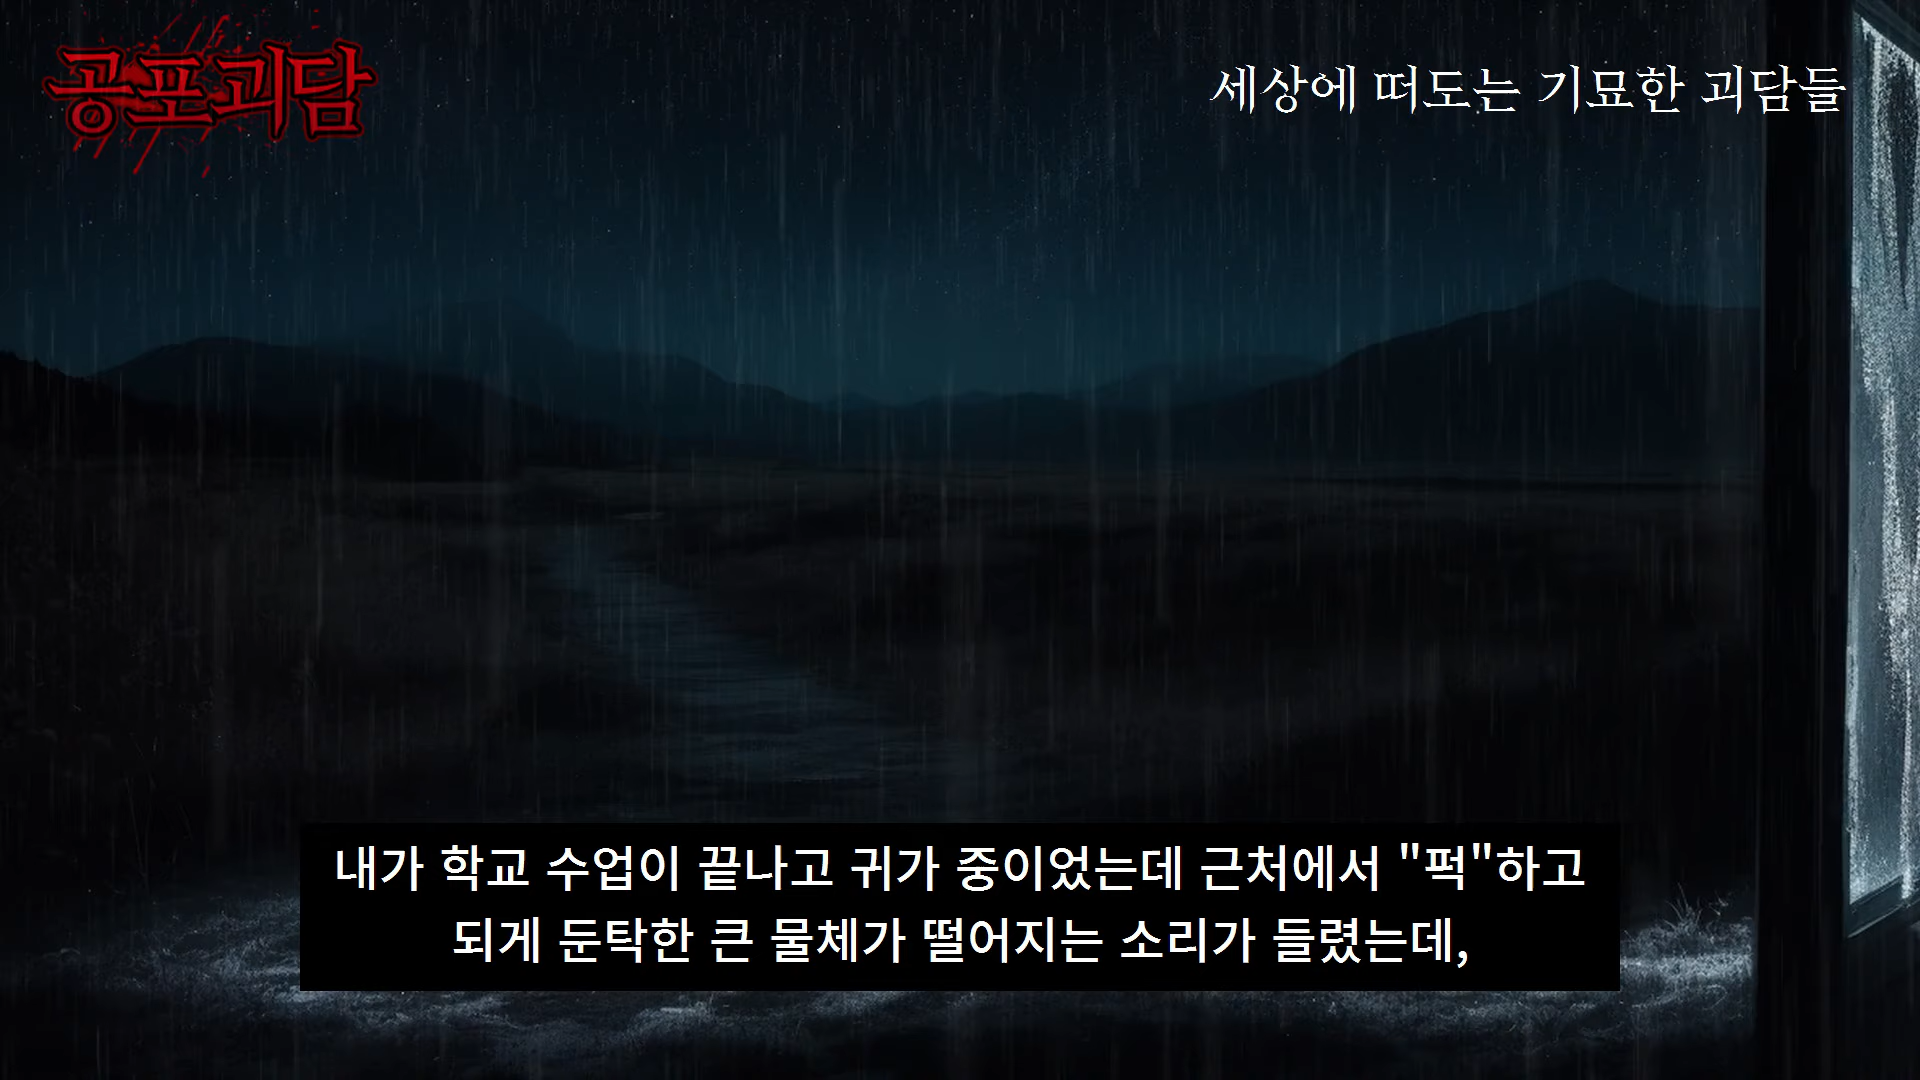 공포괴담
세상에 떠도는 기묘한 괴담들
내가 학교 수업이 끝나고 귀가 중이었는데 근처에서 "퍽"하고
되게 둔탁한 큰 물체가 떨어지는 소리가 들렸는데,